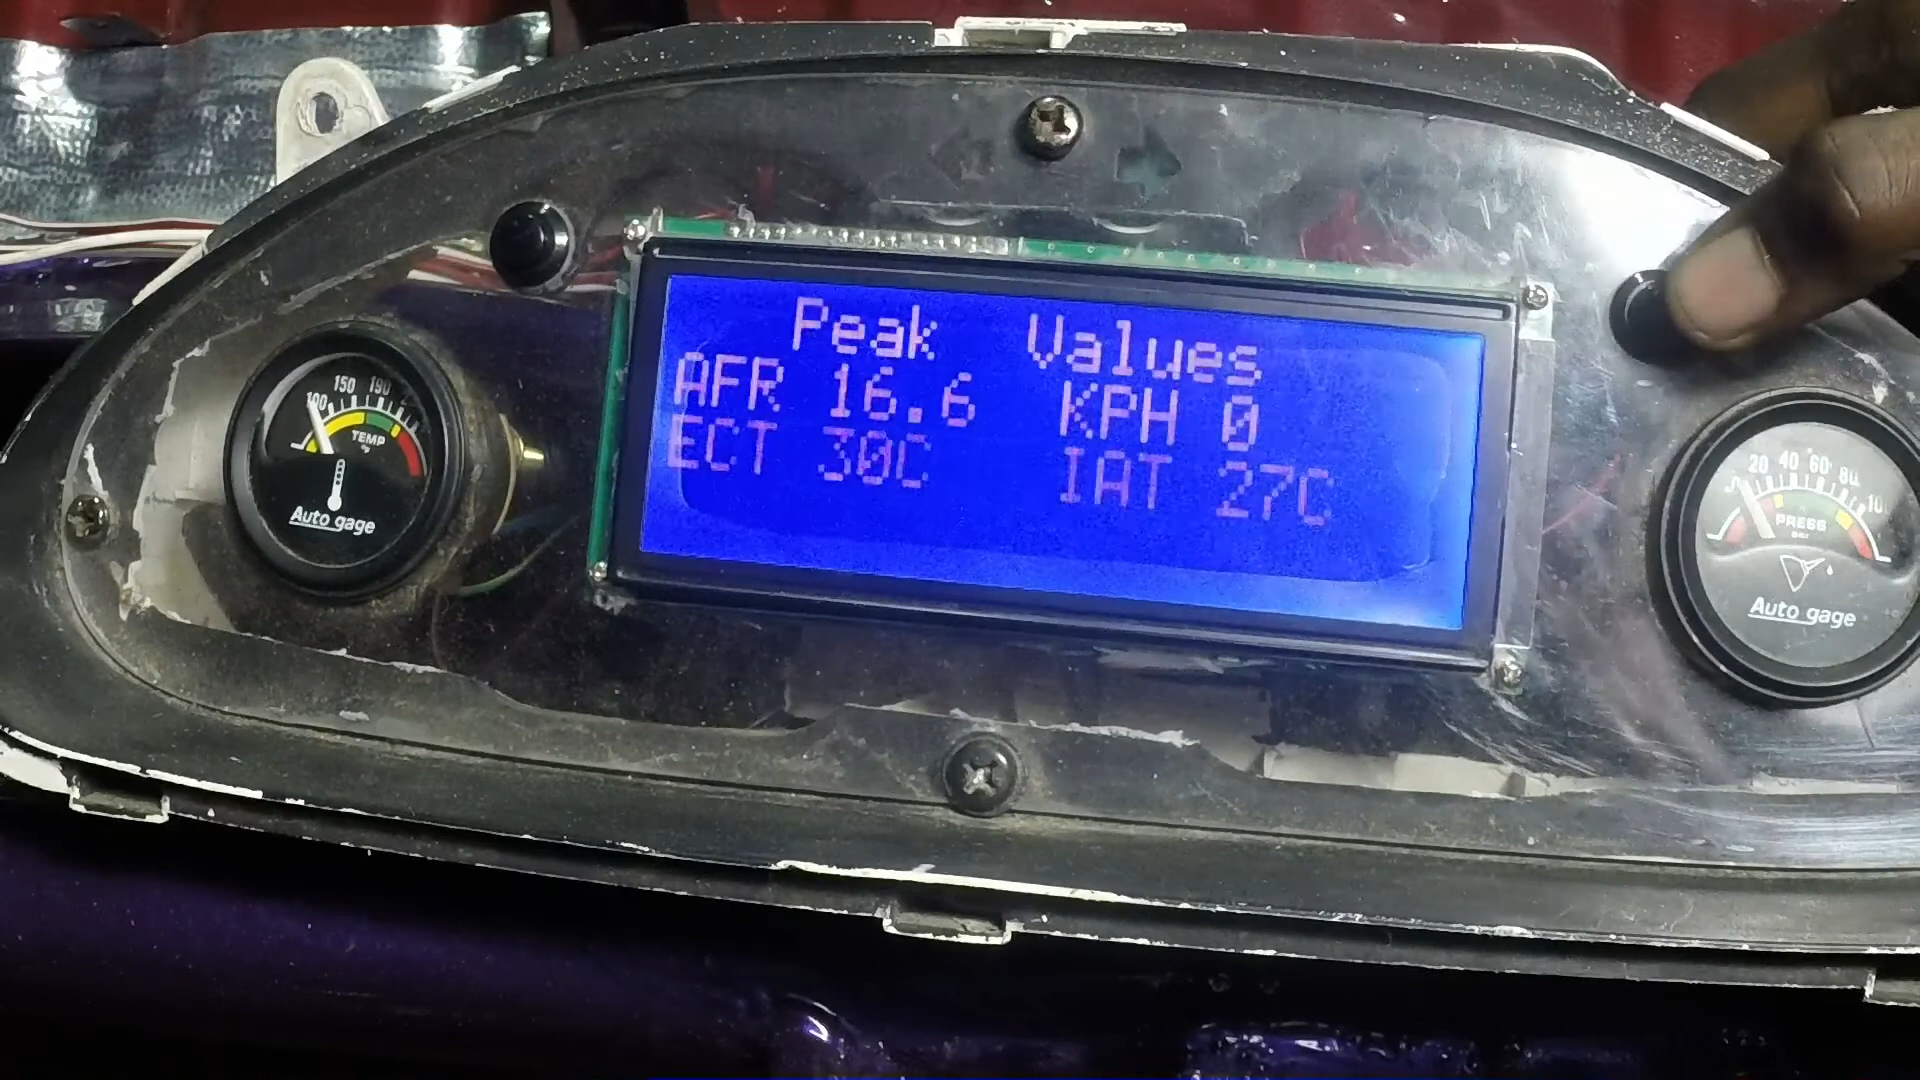 Peak Values
AFR 16.6 KPH 0
ECT 30C IAT 27C
100 150 190
TEMP
Auto gage
20 40 60 80
PRESS
Auto gage